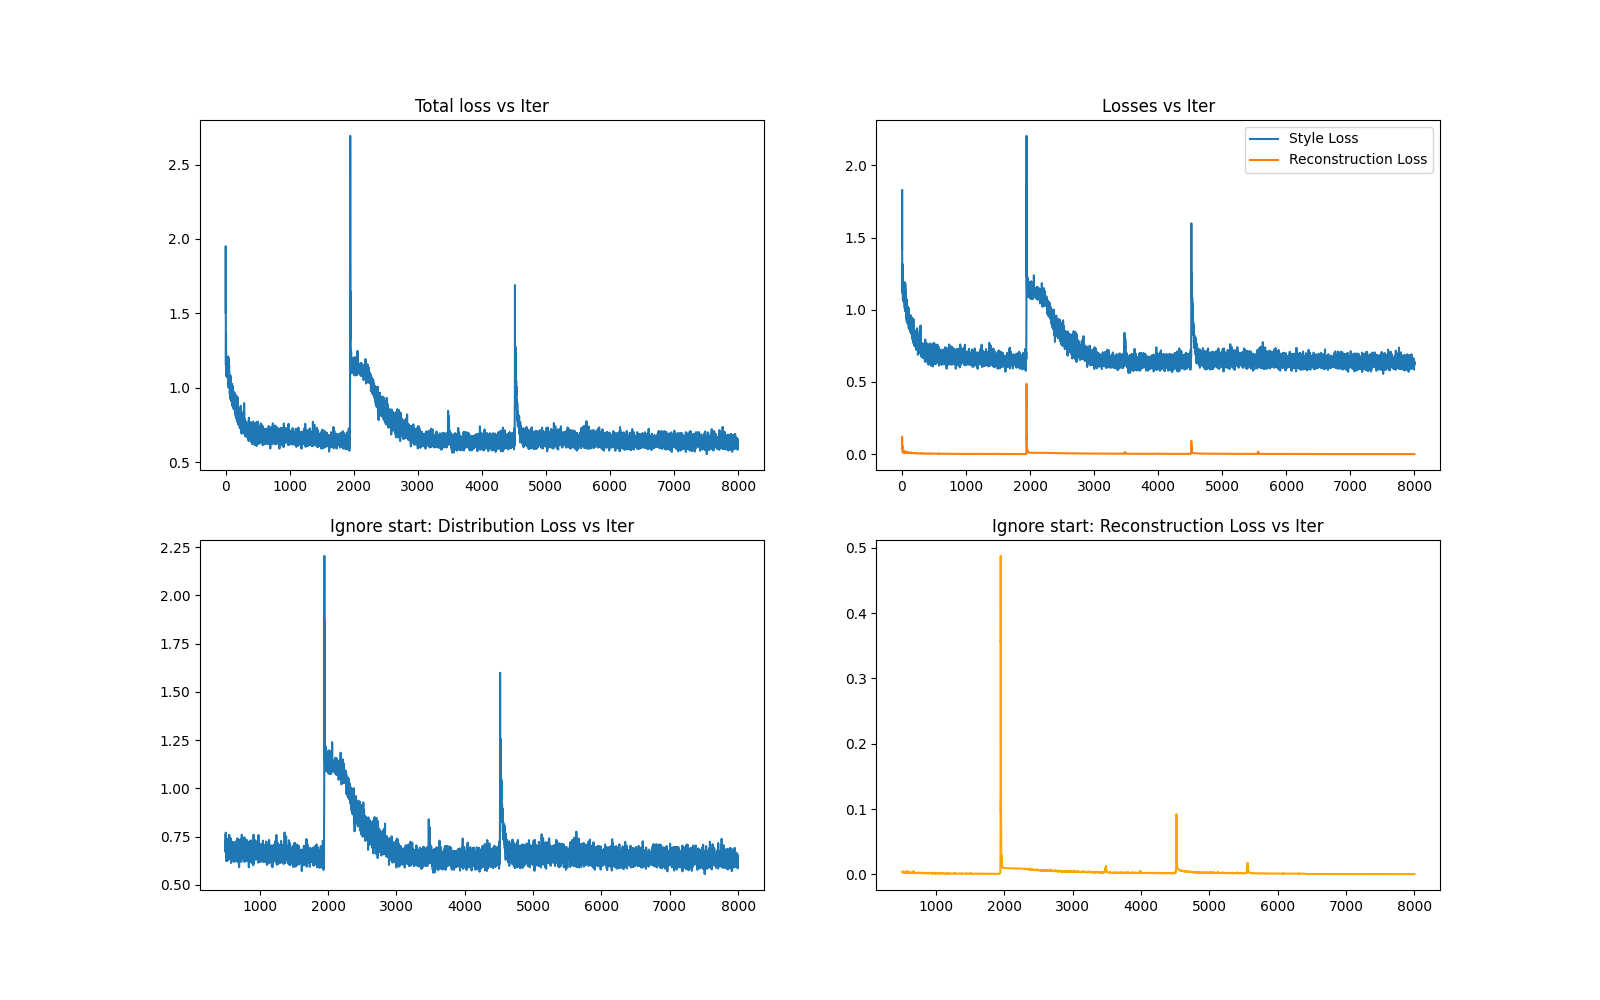 Total loss vs Iter
2.5
2.0
1.5
1.0
0.5
0 1000 2000 3000 4000 5000 6000 7000 8000
Losses vs Iter
Style Loss
Reconstruction Loss
2.0
1.5
1.0
0.5
0.0
0 1000 2000 3000 4000 5000 6000 7000 8000
Ignore start: Distribution Loss vs Iter
2.25
2.00
1.75
1.50
1.25
1.00
0.75
0.50
1000 2000 3000 4000 5000 6000 7000 8000
Ignore start: Reconstruction Loss vs Iter
0.5
0.4
0.3
0.2
0.1
0.0
1000 2000 3000 4000 5000 6000 7000 8000